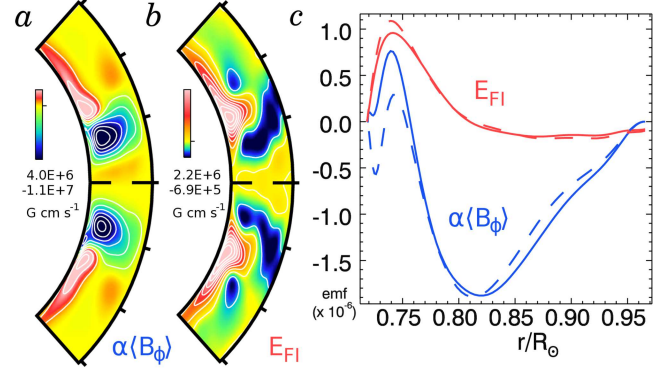 a
b
c
4.0E+6
-1.1E+7
G cm s⁻¹
2.2E+6
-6.9E+5
G cm s⁻¹
α⟨B_ϕ⟩
E_FI
1.0
0.5
0.0
-0.5
-1.0
-1.5
emf
(x 10⁻⁶)
E_FI
α⟨B_ϕ⟩
0.75 0.80 0.85 0.90 0.95
r/R_⊙